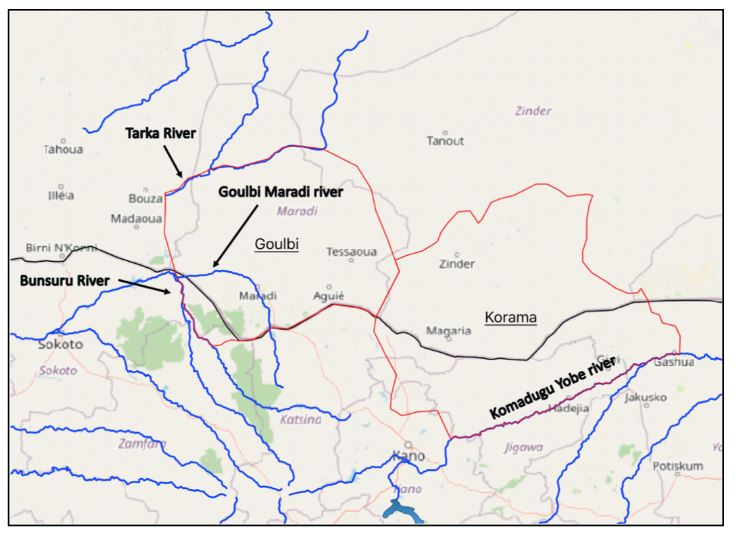 Zinder
Tarka River
Tanout
Tahoua
Goulbi Maradi river
Illela
Bouza
Maradi
Madaoua
Goulbi
Birni N'Konni
Tessaoua
Zinder
Bunsuru River
Maradi
Aguié
Korama
Magaria
Sokoto
Gashua
Sokoto
Komadugu Yobe river
Jakusko
Hadejia
Katsina
Zamfara
Jigawa
Kano
Potiskum
Kano